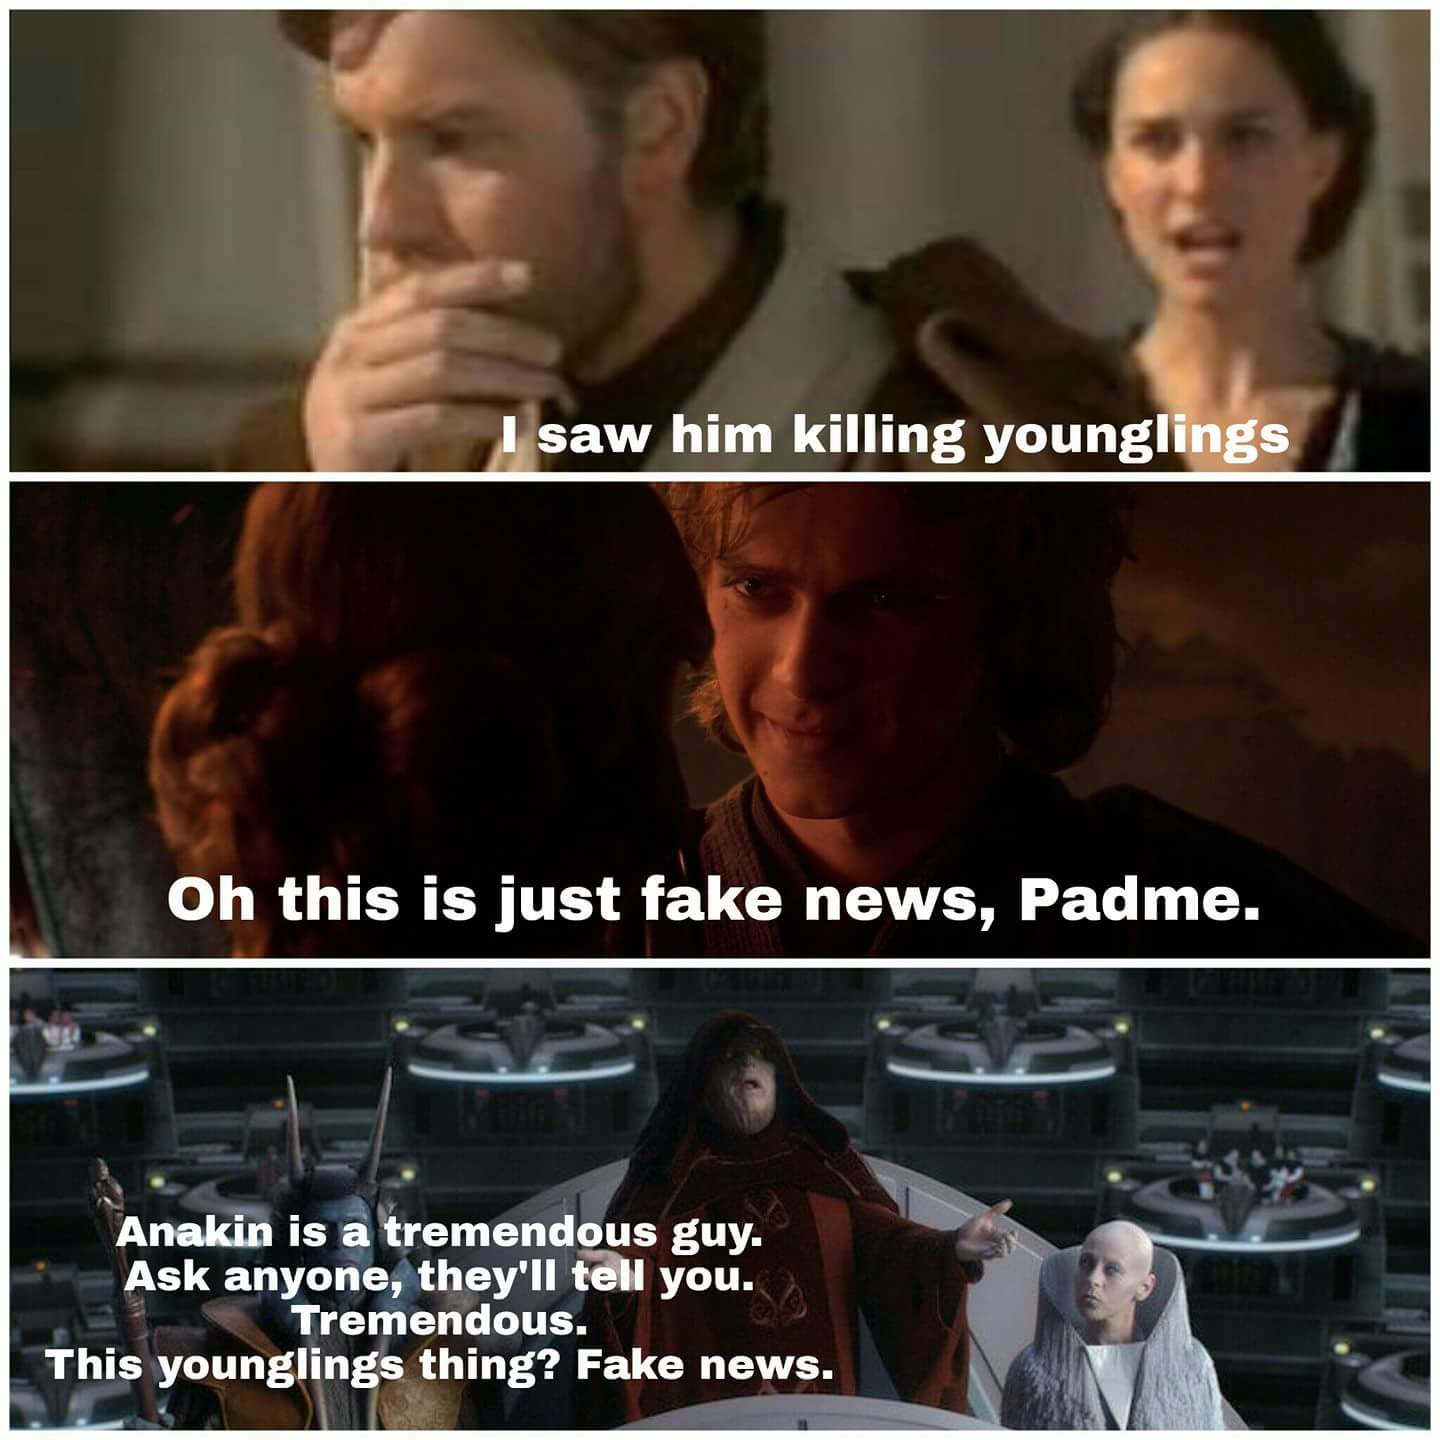 I saw him killing younglings
Oh this is just fake news, Padme.
Anakin is a tremendous guy.
Ask anyone, they'll tell you.
Tremendous.
This younglings thing? Fake news.